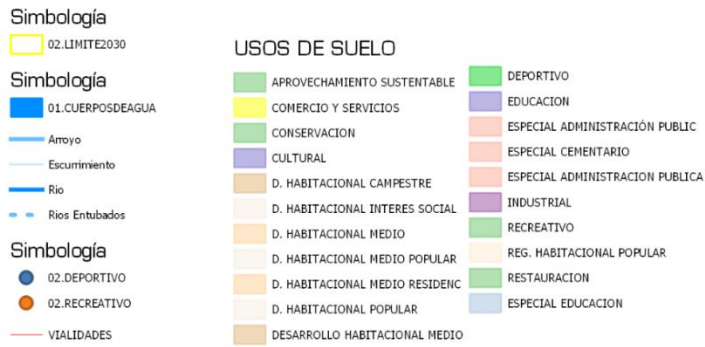 Simbología
02.LIMITE2030
Simbología
01.CUERPOSDEAGUA
Arroyo
Escurrimiento
Rio
Rios Entubados
Simbología
02.DEPORTIVO
02.RECREATIVO
VIALIDADES
USOS DE SUELO
APROVECHAMIENTO SUSTENTABLE
COMERCIO Y SERVICIOS
CONSERVACION
CULTURAL
D. HABITACIONAL CAMPESTRE
D. HABITACIONAL INTERES SOCIAL
D. HABITACIONAL MEDIO
D. HABITACIONAL MEDIO POPULAR
D. HABITACIONAL MEDIO RESIDENC
D. HABITACIONAL POPULAR
DESARROLLO HABITACIONAL MEDIO
DEPORTIVO
EDUCACION
ESPECIAL ADMINISTRACIÓN PUBLIC
ESPECIAL CEMENTARIO
ESPECIAL ADMINISTRACION PUBLICA
INDUSTRIAL
RECREATIVO
REG. HABITACIONAL POPULAR
RESTAURACION
ESPECIAL EDUCACION